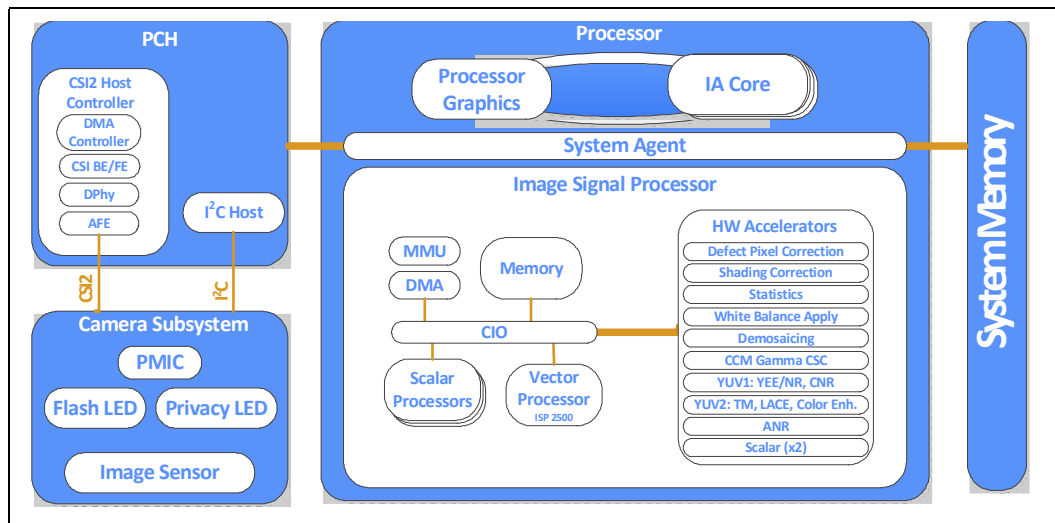 PCH
CSI2 Host
Controller
DMA
Controller
CSI BE/FE
DPhy
AFE
I²C Host
CSI2
I²C
Camera Subsystem
PMIC
Flash LED
Privacy LED
Image Sensor
Processor
Processor
Graphics
IA Core
System Agent
Image Signal Processor
MMU
DMA
Memory
CIO
Scalar
Processors
Vector
Processor
ISP 2500
HW Accelerators
Defect Pixel Correction
Shading Correction
Statistics
White Balance Apply
Demosaicing
CCM Gamma CSC
YUV1: YEE/NR, CNR
YUV2: TM, LACE, Color Enh.
ANR
Scalar (x2)
System Memory